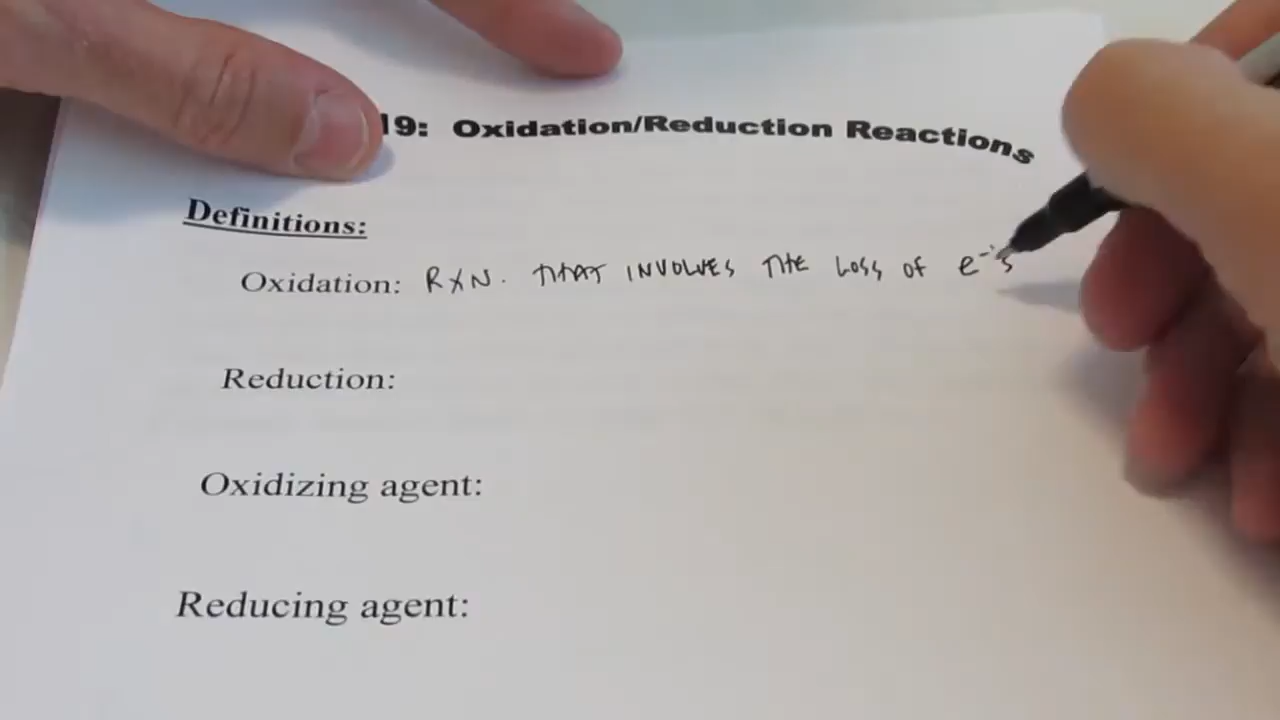 19: Oxidation/Reduction Reactions
Definitions:
Oxidation: RXN. THAT INVOLVES THE LOSS OF e⁻'s
Reduction:
Oxidizing agent:
Reducing agent: